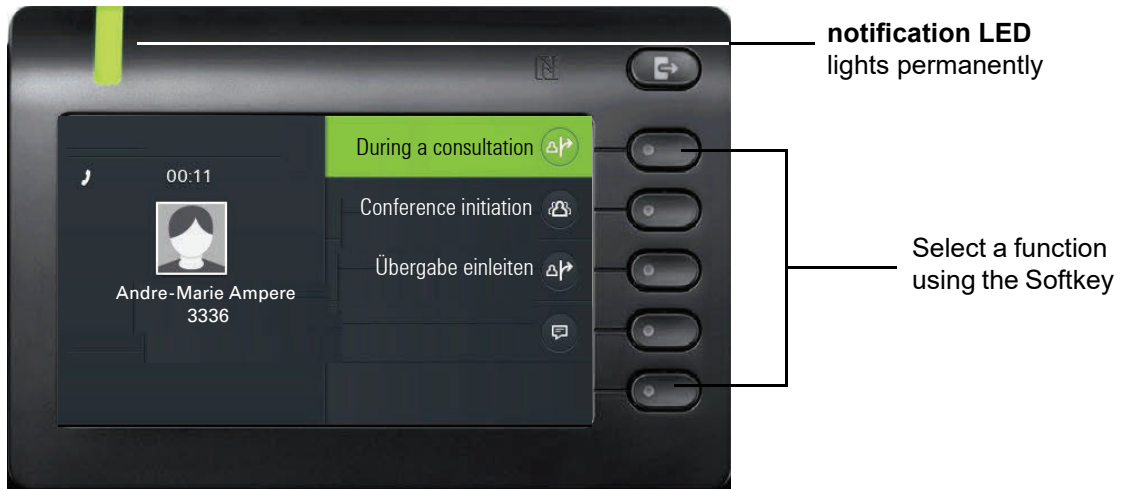 notification LED
lights permanently
During a consultation
00:11
Conference initiation
Übergabe einleiten
Andre-Marie Ampere
3336
Select a function
using the Softkey